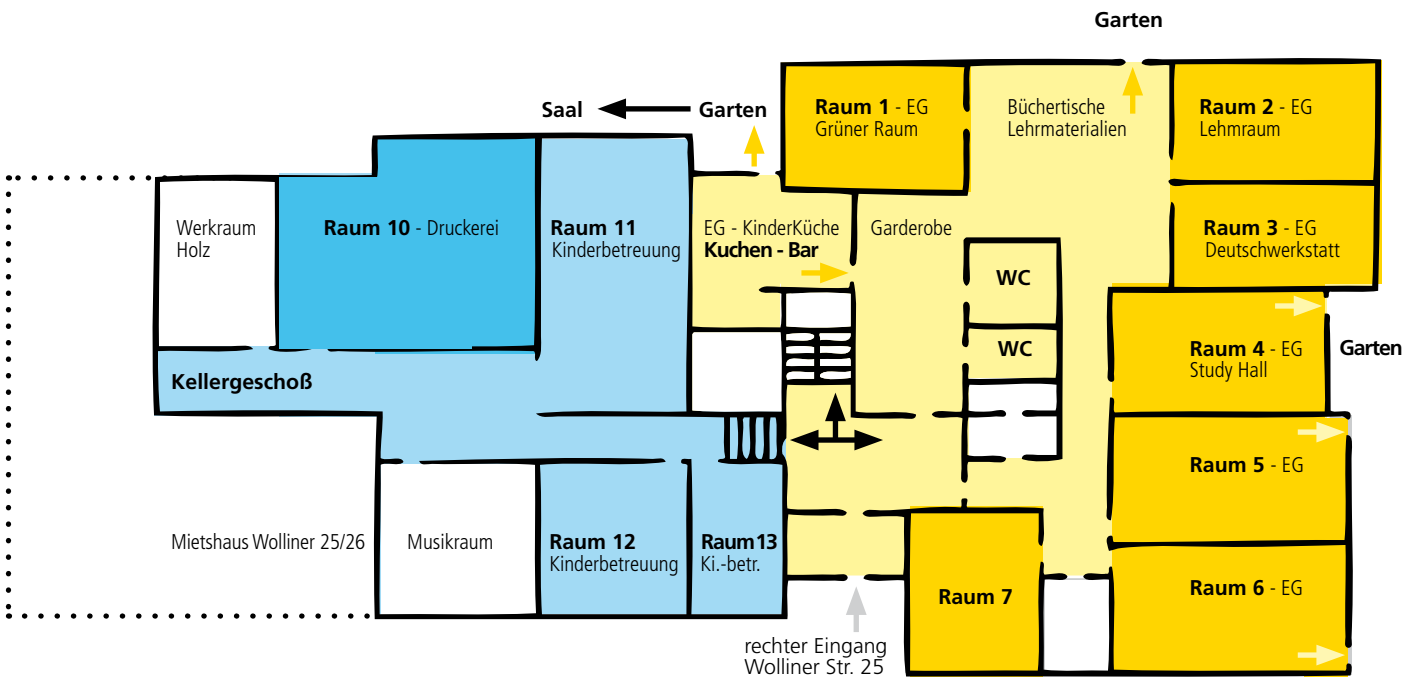 Garten
Saal
Garten
Raum 1 - EG
Grüner Raum
Büchertische
Lehrmaterialien
Raum 2 - EG
Lehmraum
Werkraum
Holz
Raum 10 - Druckerei
Raum 11
Kinderbetreuung
EG - KinderKüche
Kuchen - Bar
Garderobe
Raum 3 - EG
Deutschwerkstatt
WC
WC
Raum 4 - EG
Study Hall
Garten
Kellergeschoß
Raum 5 - EG
Mietshaus Wolliner 25/26
Musikraum
Raum 12
Kinderbetreuung
Raum 13
Ki.-betr.
Raum 7
Raum 6 - EG
rechter Eingang
Wolliner Str. 25